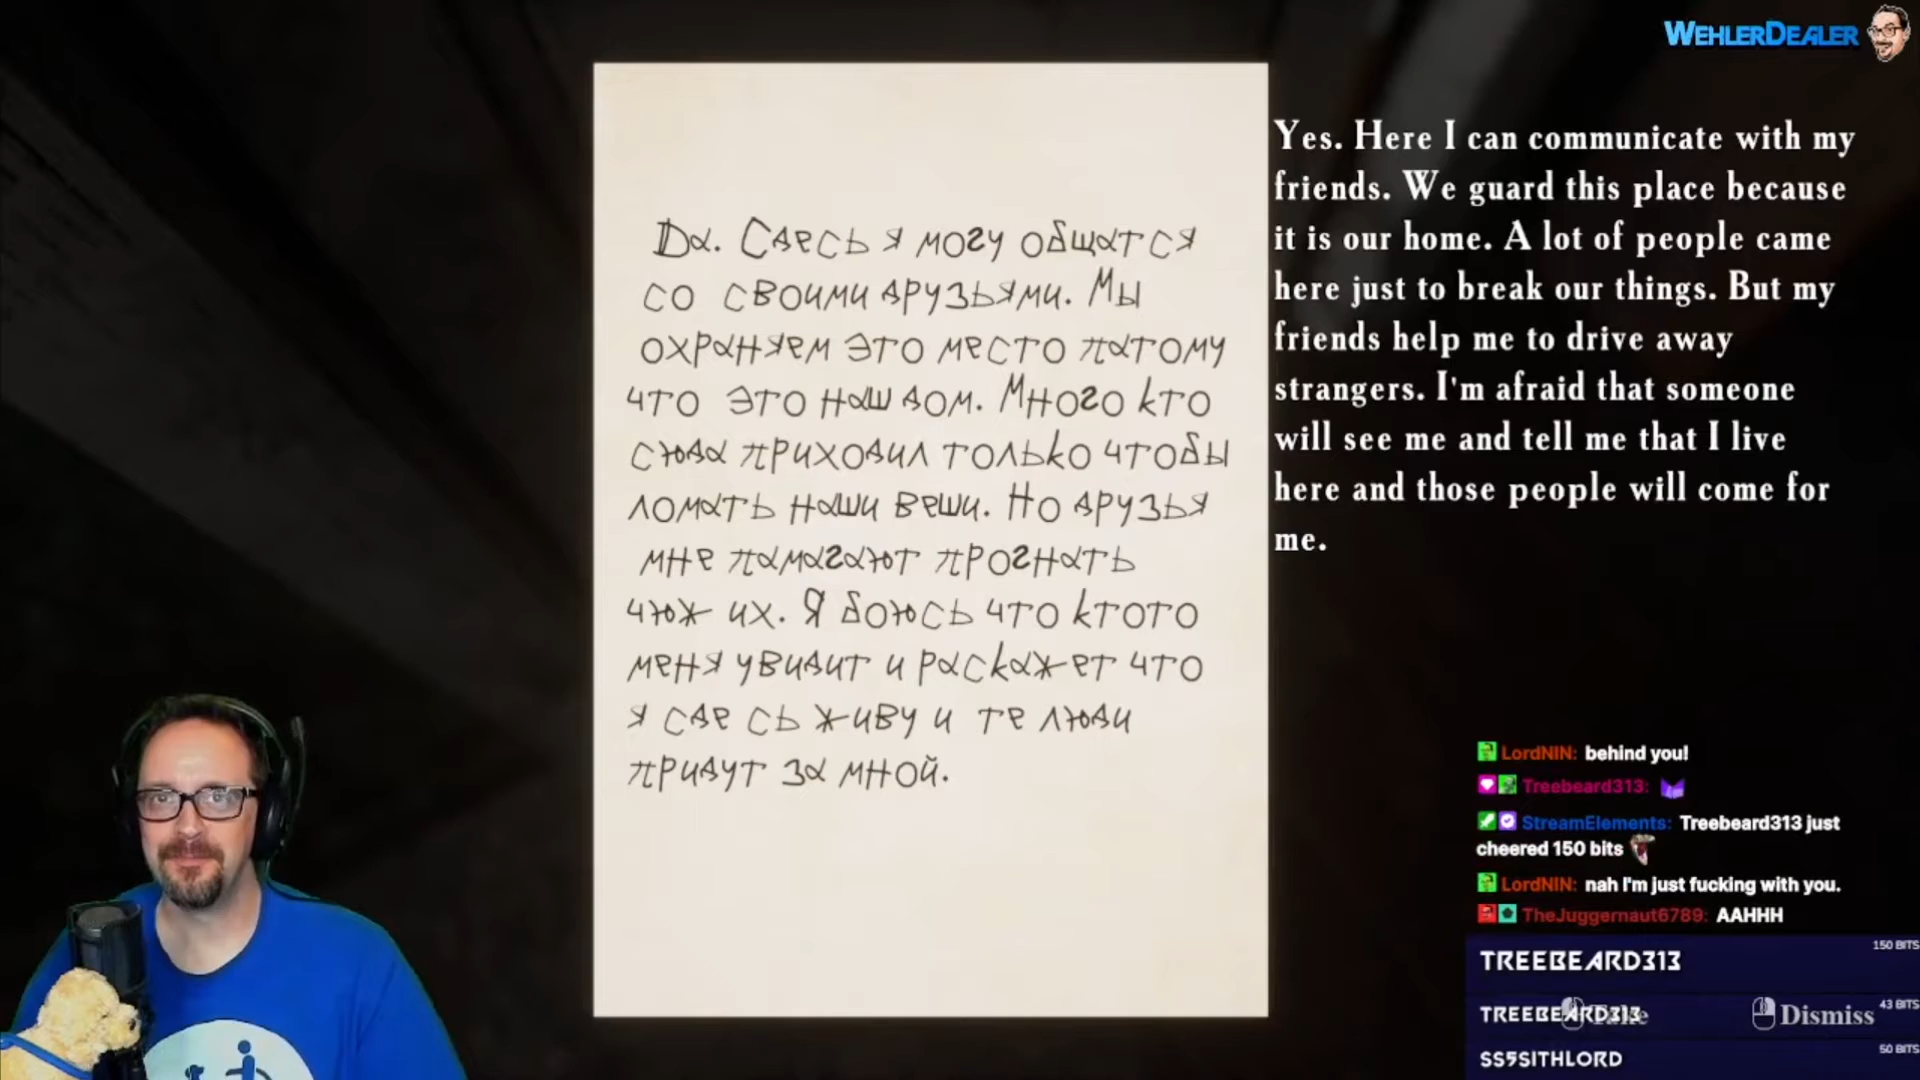 WEHLERDEALER
Да. Сдесь я могу общатся
со своими друзьями. Мы
охраняем это место патому
что это наш дом. Много кто
сюда приходил только чтобы
ломать наши веши. Но друзья
мне памагают прогнать
чюж их. Я боюсь что ктото
меня увидит и раскажет что
я сде сь живу и те люди
придут за мной.
Yes. Here I can communicate with my
friends. We guard this place because
it is our home. A lot of people came
here just to break our things. But my
friends help me to drive away
strangers. I'm afraid that someone
will see me and tell me that I live
here and those people will come for
me.
LordNIN: behind you!
Treebeard313:
StreamElements: Treebeard313 just
cheered 150 bits
LordNIN: nah I'm just fucking with you.
TheJuggernaut6789: AAHHH
TREEBEARD313 150 BITS
TREEBEARD313 43 BITS
Dismiss
SS5SITHLORD 50 BITS